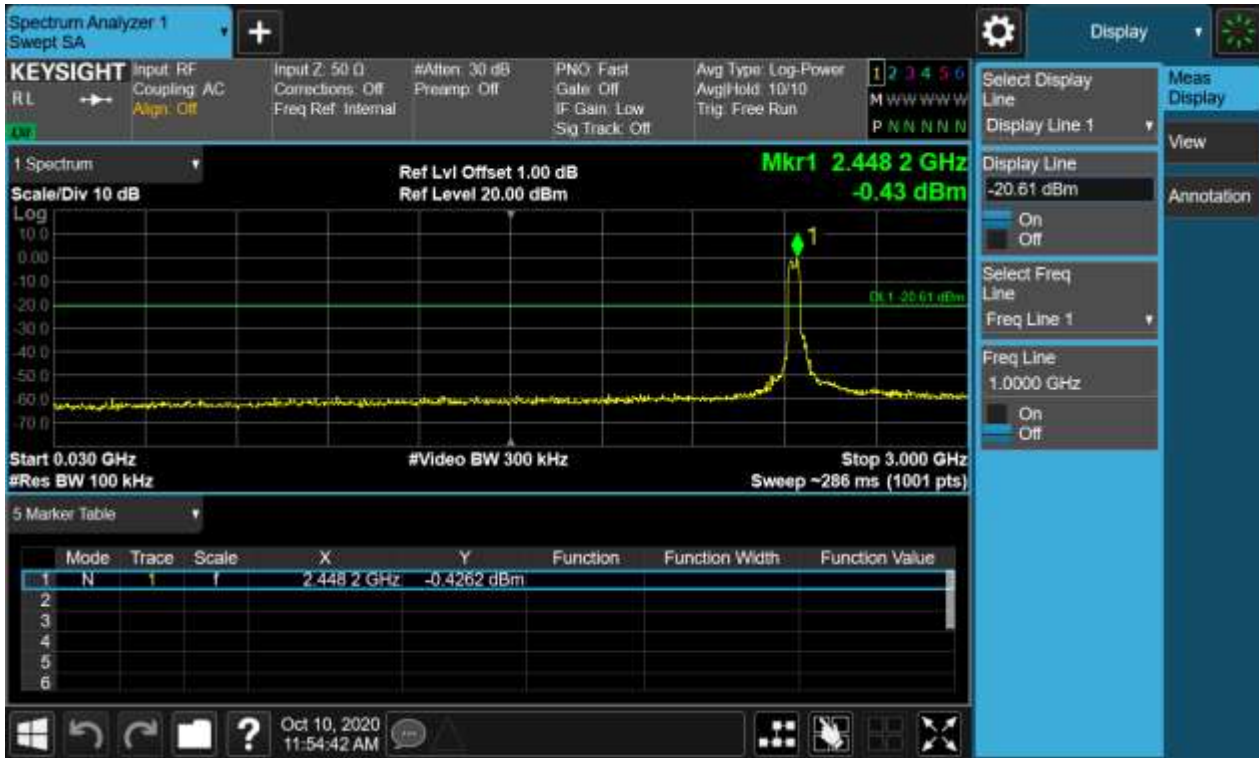 Spectrum Analyzer 1
Swept SA
Display
KEYSIGHT
RL
Input: RF
Coupling: AC
Align: Off
Input Z: 50 Ω
Corrections: Off
Freq Ref: Internal
#Atten: 30 dB
Preamp: Off
PNO: Fast
Gate: Off
IF Gain: Low
Sig Track: Off
Avg Type: Log-Power
Avg|Hold: 10/10
Trig: Free Run
1 2 3 4 5 6
M W W W W W
P N N N N N
1 Spectrum
Scale/Div 10 dB
Ref Lvl Offset 1.00 dB
Ref Level 20.00 dBm
Mkr1 2.448 2 GHz
-0.43 dBm
Log
10.0
0.00
-10.0
-20.0
-30.0
-40.0
-50.0
-60.0
-70.0
1
DL1 -20.61 dBm
Start 0.030 GHz
#Video BW 300 kHz
Stop 3.000 GHz
#Res BW 100 kHz
Sweep ~286 ms (1001 pts)
5 Marker Table
Mode Trace Scale X Y Function Function Width Function Value
1 N 1 f 2.448 2 GHz -0.4262 dBm
2
3
4
5
6
Oct 10, 2020
11:54:42 AM
?
Select Display
Line
Display Line 1
Display Line
-20.61 dBm
On
Off
Select Freq
Line
Freq Line 1
Freq Line
1.0000 GHz
On
Off
Meas
Display
View
Annotation